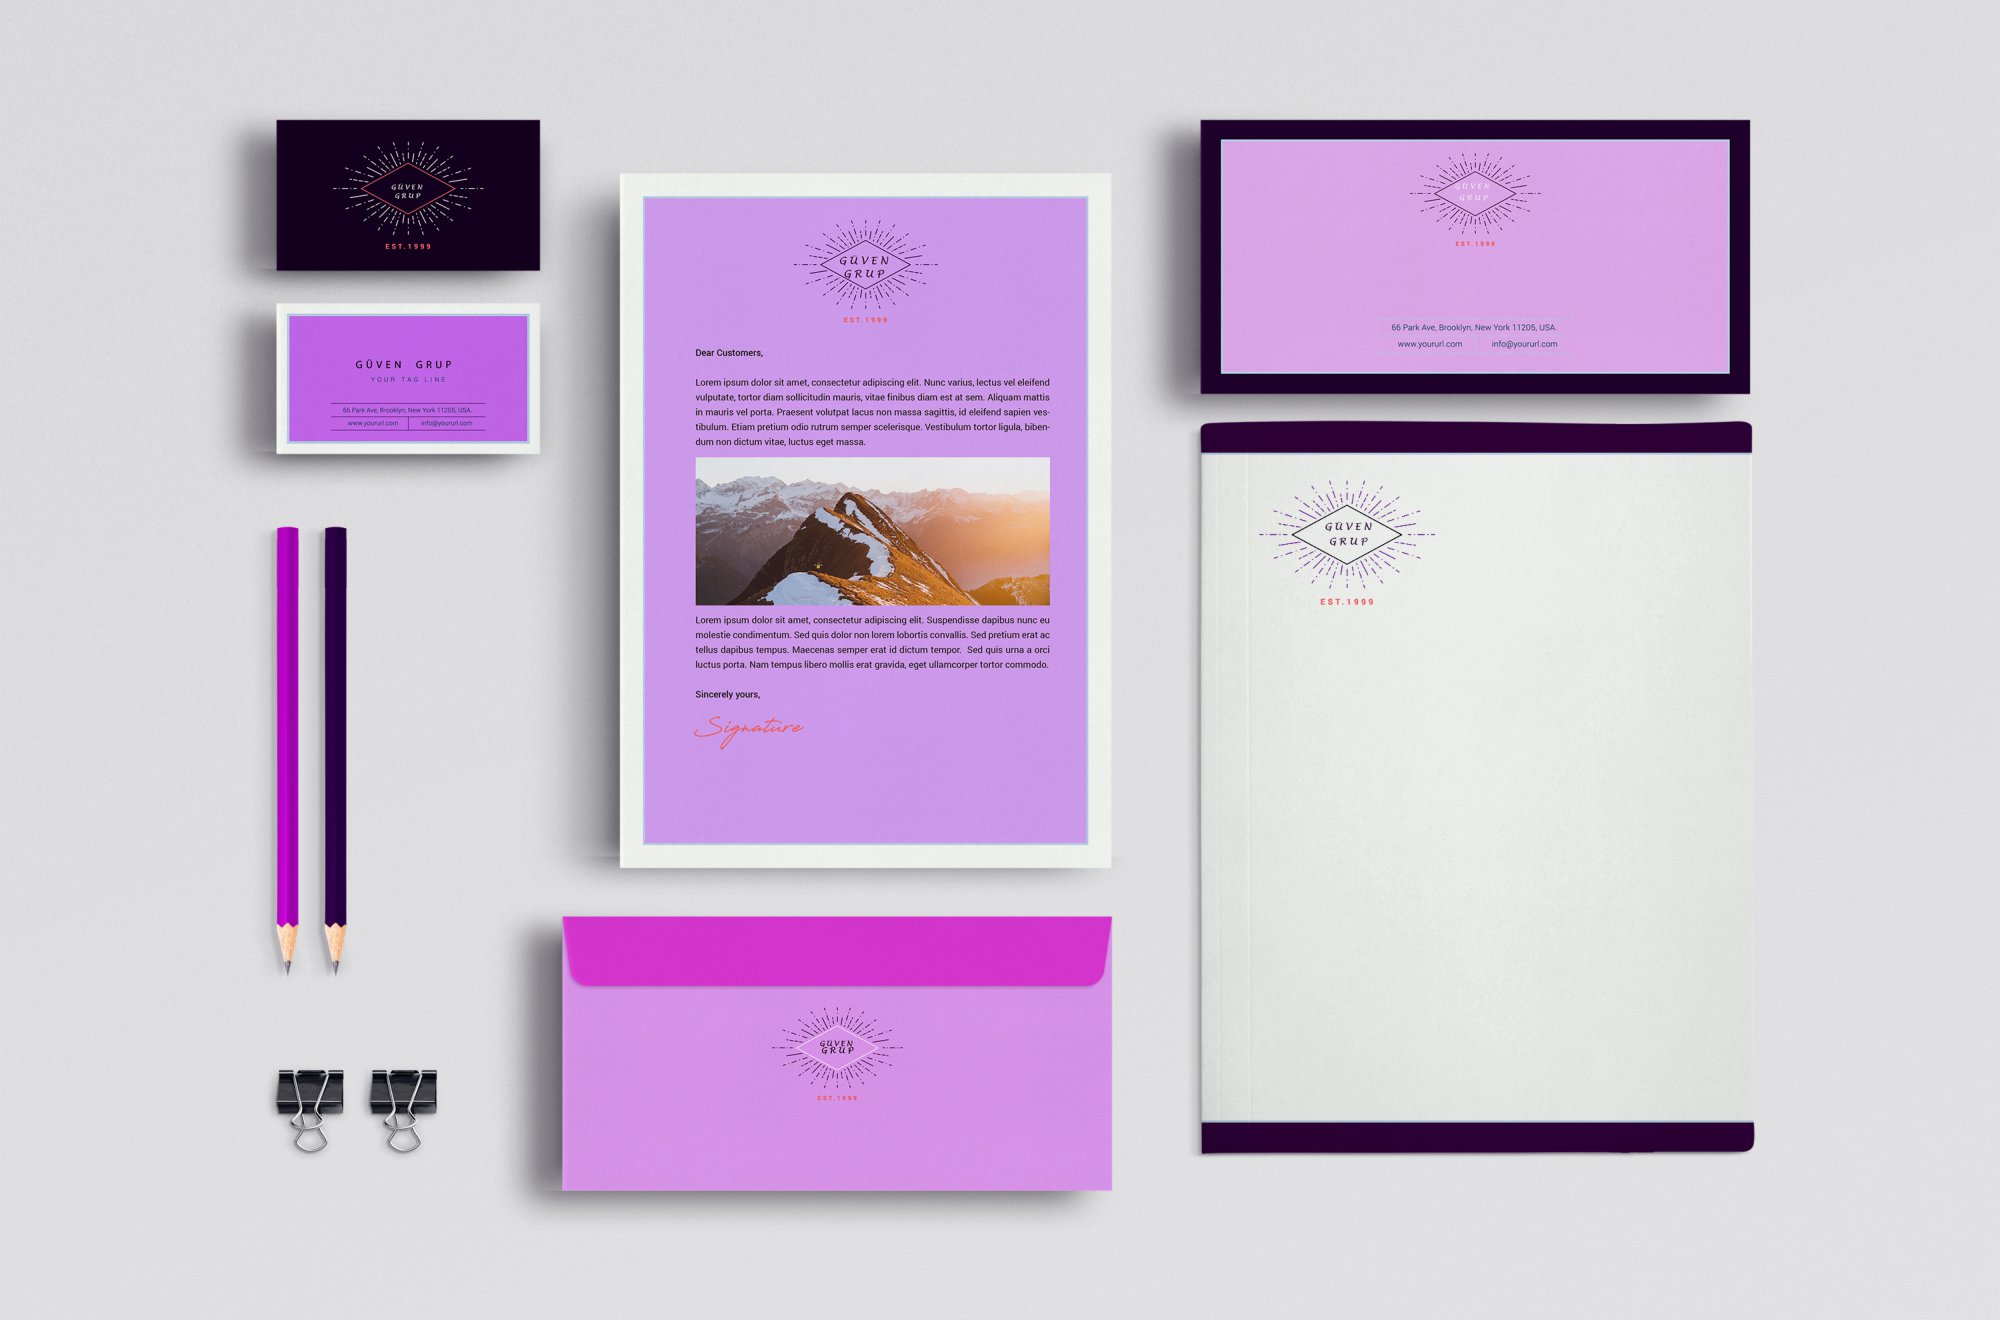 GÜVEN
GRUP
EST.1999
GÜVEN GRUP
YOUR TAG LINE
66 Park Ave, Brooklyn, New York 11205, USA.
www.yoururl.com info@yoururl.com
GÜVEN
GRUP
EST.1999
Dear Customers,
Lorem ipsum dolor sit amet, consectetur adipiscing elit. Nunc varius, lectus vel eleifend
vulputate, tortor diam sollicitudin mauris, vitae finibus diam est at sem. Aliquam mattis
in mauris vel porta. Praesent volutpat lacus non massa sagittis, id eleifend sapien ves-
tibulum. Etiam pretium odio rutrum semper scelerisque. Vestibulum tortor ligula, biben-
dum non dictum vitae, luctus eget massa.
Lorem ipsum dolor sit amet, consectetur adipiscing elit. Suspendisse dapibus nunc eu
molestie condimentum. Sed quis dolor non lorem lobortis convallis. Sed pretium erat ac
tellus dapibus tempus. Maecenas semper erat id dictum tempor. Sed quis urna a orci
luctus porta. Nam tempus libero mollis erat gravida, eget ullamcorper tortor commodo.
Sincerely yours,
Signature
GÜVEN
GRUP
EST.1999
GÜVEN
GRUP
EST.1999
66 Park Ave, Brooklyn, New York 11205, USA.
www.yoururl.com info@yoururl.com
GÜVEN
GRUP
EST.1999